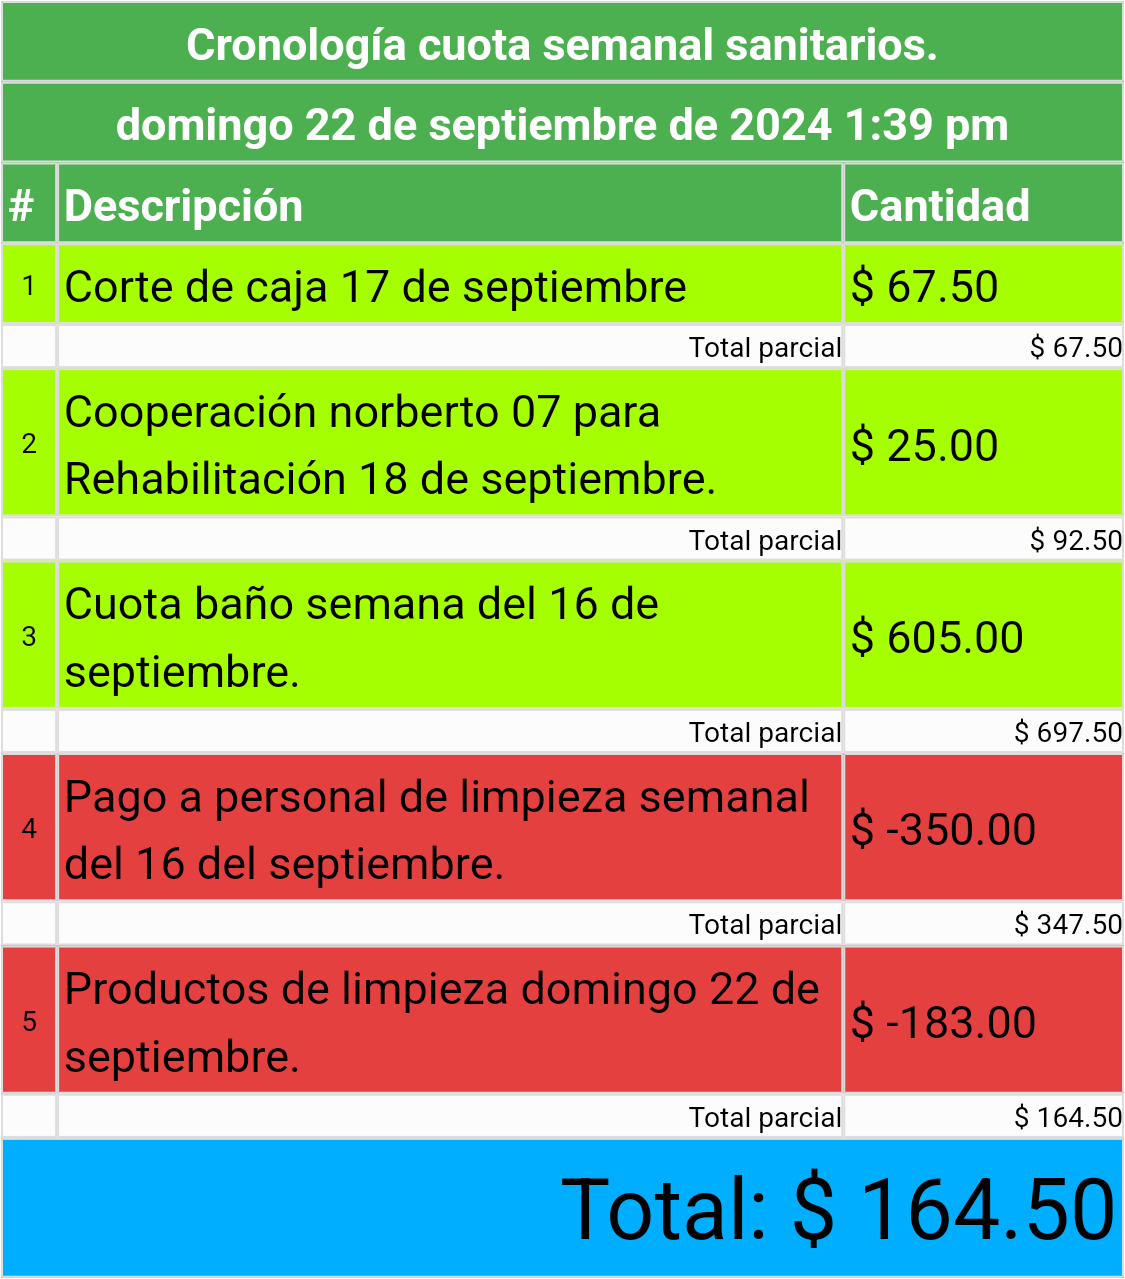 Cronología cuota semanal sanitarios.
domingo 22 de septiembre de 2024 1:39 pm
# Descripción Cantidad
1 Corte de caja 17 de septiembre $ 67.50
Total parcial $ 67.50
Cooperación norberto 07 para
2 $ 25.00
Rehabilitación 18 de septiembre.
Total parcial $ 92.50
Cuota baño semana del 16 de
3 $ 605.00
septiembre.
Total parcial $ 697.50
Pago a personal de limpieza semanal
4 $ -350.00
del 16 del septiembre.
Total parcial $ 347.50
Productos de limpieza domingo 22 de
5 $ -183.00
septiembre.
Total parcial $ 164.50
Total: $ 164.50